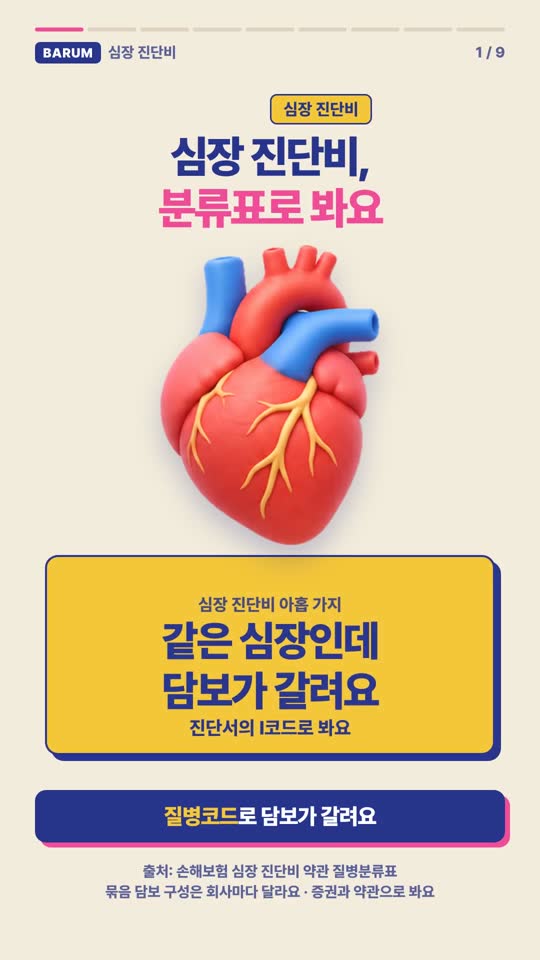 BARUM 심장 진단비 1 / 9
심장 진단비
심장 진단비,
분류표로 봐요
심장 진단비 아홉 가지
같은 심장인데
담보가 갈려요
진단서의 I코드로 봐요
질병코드로 담보가 갈려요
출처: 손해보험 심장 진단비 약관 질병분류표
묶음 담보 구성은 회사마다 달라요 · 증권과 약관으로 봐요